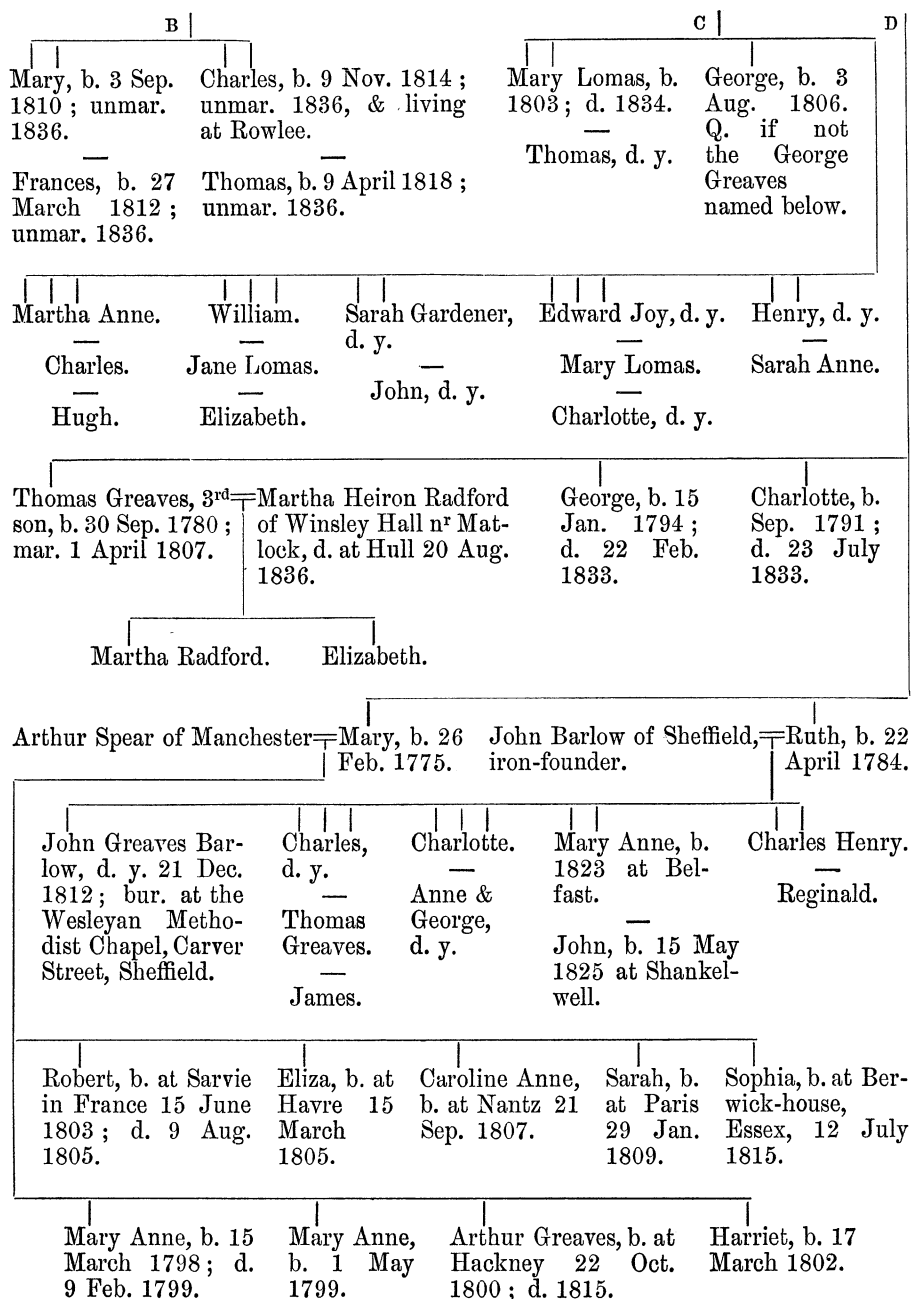 B C D
Mary, b. 3 Sep.
1810 ; unmar.
1836.
—
Frances, b. 27
March 1812 ;
unmar. 1836.
Charles, b. 9 Nov. 1814 ;
unmar. 1836, & living
at Rowlee.
—
Thomas, b. 9 April 1818 ;
unmar. 1836.
Mary Lomas, b.
1803 ; d. 1834.
—
Thomas, d. y.
George, b. 3
Aug. 1806.
Q. if not
the George
Greaves
named below.
Martha Anne.
—
Charles.
—
Hugh.
William.
—
Jane Lomas.
—
Elizabeth.
Sarah Gardener,
d. y.
—
John, d. y.
Edward Joy, d. y.
—
Mary Lomas.
—
Charlotte, d. y.
Henry, d. y.
—
Sarah Anne.
Thomas Greaves, 3rd
son, b. 30 Sep. 1780 ;
mar. 1 April 1807.
Martha Heiron Radford
of Winsley Hall nr Mat-
lock, d. at Hull 20 Aug.
1836.
George, b. 15
Jan. 1794 ;
d. 22 Feb.
1833.
Charlotte, b.
Sep. 1791 ;
d. 23 July
1833.
Martha Radford. Elizabeth.
Arthur Spear of Manchester
Mary, b. 26
Feb. 1775.
John Barlow of Sheffield,
iron-founder.
Ruth, b. 22
April 1784.
John Greaves Bar-
low, d. y. 21 Dec.
1812 ; bur. at the
Wesleyan Metho-
dist Chapel, Carver
Street, Sheffield.
Charles,
d. y.
—
Thomas
Greaves.
—
James.
Charlotte.
—
Anne &
George,
d. y.
Mary Anne, b.
1823 at Bel-
fast.
—
John, b. 15 May
1825 at Shankel-
well.
Charles Henry.
—
Reginald.
Robert, b. at Sarvie
in France 15 June
1803 ; d. 9 Aug.
1805.
Eliza, b. at
Havre 15
March
1805.
Caroline Anne,
b. at Nantz 21
Sep. 1807.
Sarah, b.
at Paris
29 Jan.
1809.
Sophia, b. at Ber-
wick-house,
Essex, 12 July
1815.
Mary Anne, b. 15
March 1798 ; d.
9 Feb. 1799.
Mary Anne,
b. 1 May
1799.
Arthur Greaves, b. at
Hackney 22 Oct.
1800 ; d. 1815.
Harriet, b. 17
March 1802.